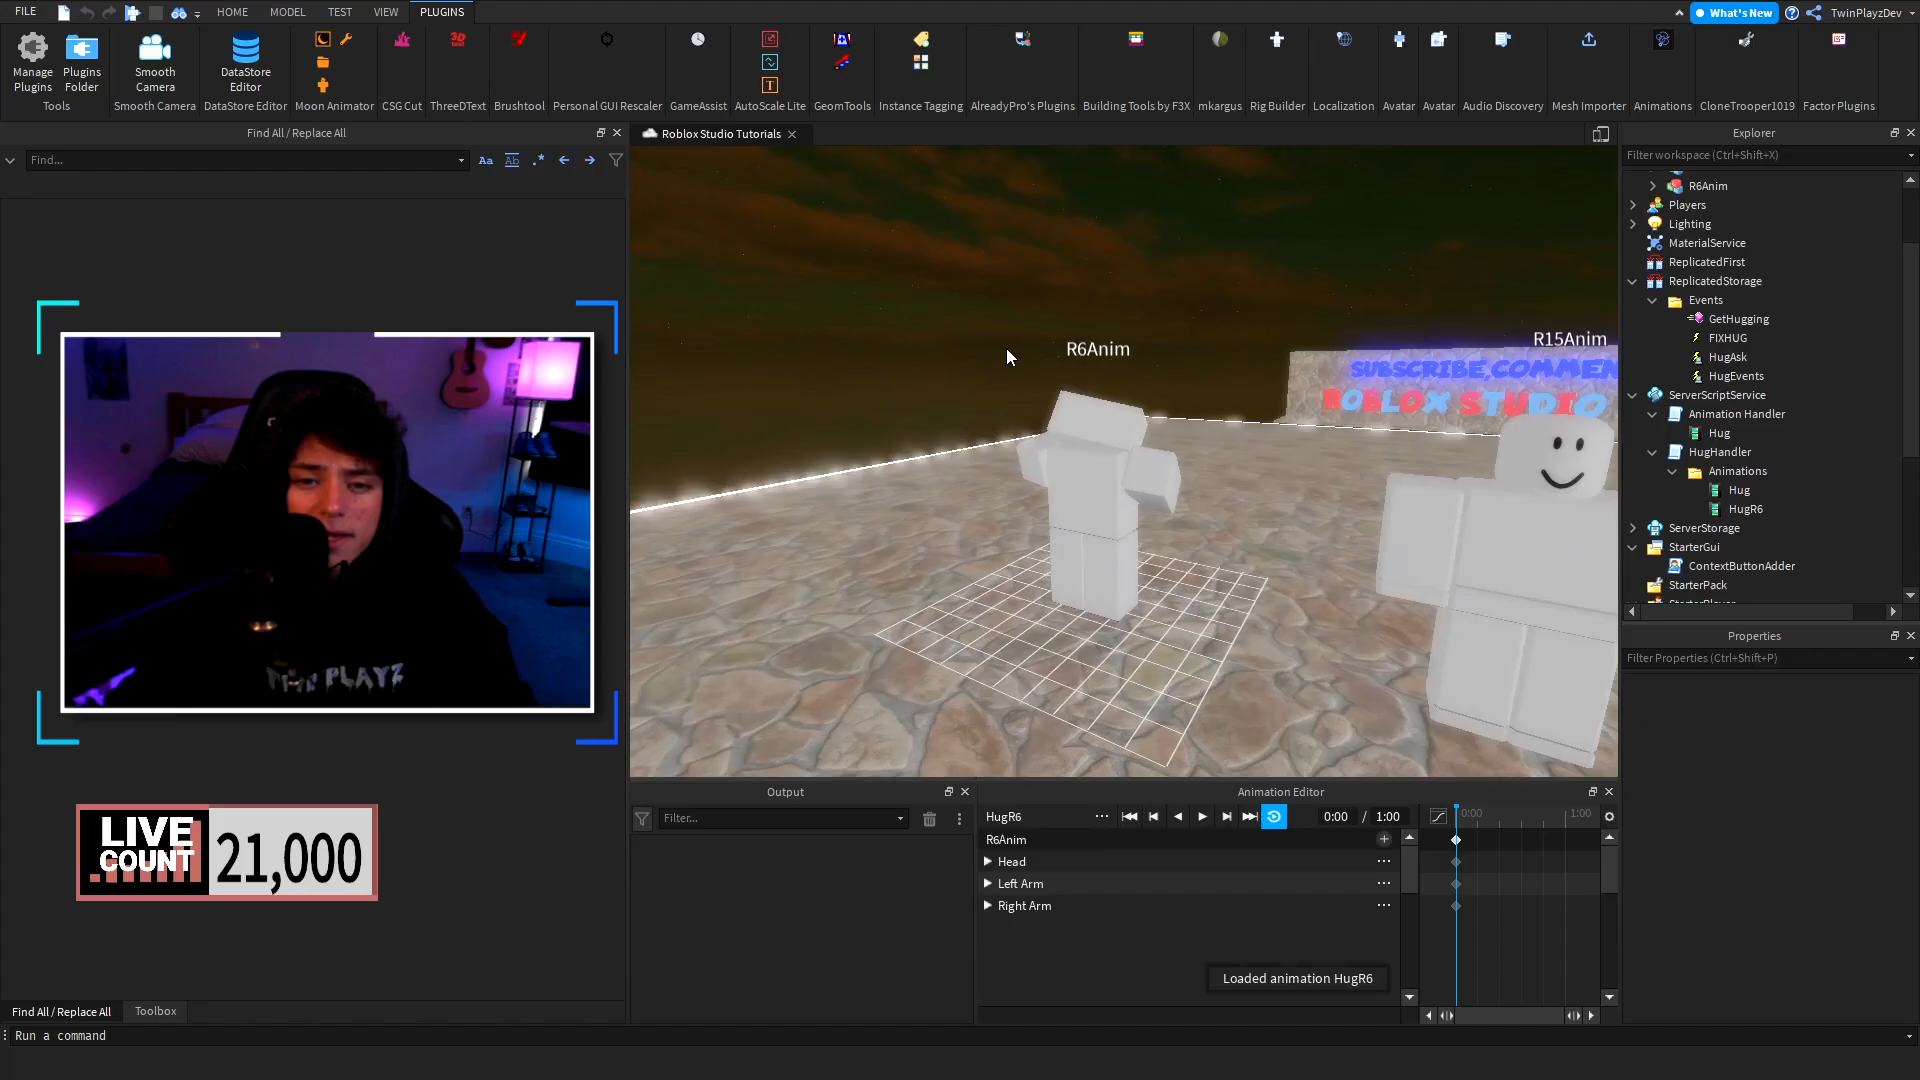 FILE HOME MODEL TEST VIEW PLUGINS What's New TwinPlayzDev
Manage Plugins
Plugins Folder
Smooth Camera
DataStore Editor
3D TEXT
Tools Smooth Camera DataStore Editor Moon Animator CSG Cut ThreeDText Brushtool Personal GUI Rescaler GameAssist AutoScale Lite GeomTools Instance Tagging AlreadyPro's Plugins Building Tools by F3X mkargus Rig Builder Localization Avatar Avatar Audio Discovery Mesh Importer Animations CloneTrooper1019 Factor Plugins
Find All / Replace All
Find...
Aa Ab .*
LIVE COUNT 21,000
Find All / Replace All Toolbox
Run a command
Roblox Studio Tutorials
R6Anim
R15Anim
SUBSCRIBE,COMMEN
ROBLOX STUDIO
Output
Filter...
Animation Editor
HugR6 ... 0:00 / 1:00 0:00 1:00
R6Anim
Head
Left Arm
Right Arm
Loaded animation HugR6
Explorer
Filter workspace (Ctrl+Shift+X)
R6Anim
Players
Lighting
MaterialService
ReplicatedFirst
ReplicatedStorage
Events
GetHugging
FIXHUG
HugAsk
HugEvents
ServerScriptService
Animation Handler
Hug
HugHandler
Animations
Hug
HugR6
ServerStorage
StarterGui
ContextButtonAdder
StarterPack
Properties
Filter Properties (Ctrl+Shift+P)